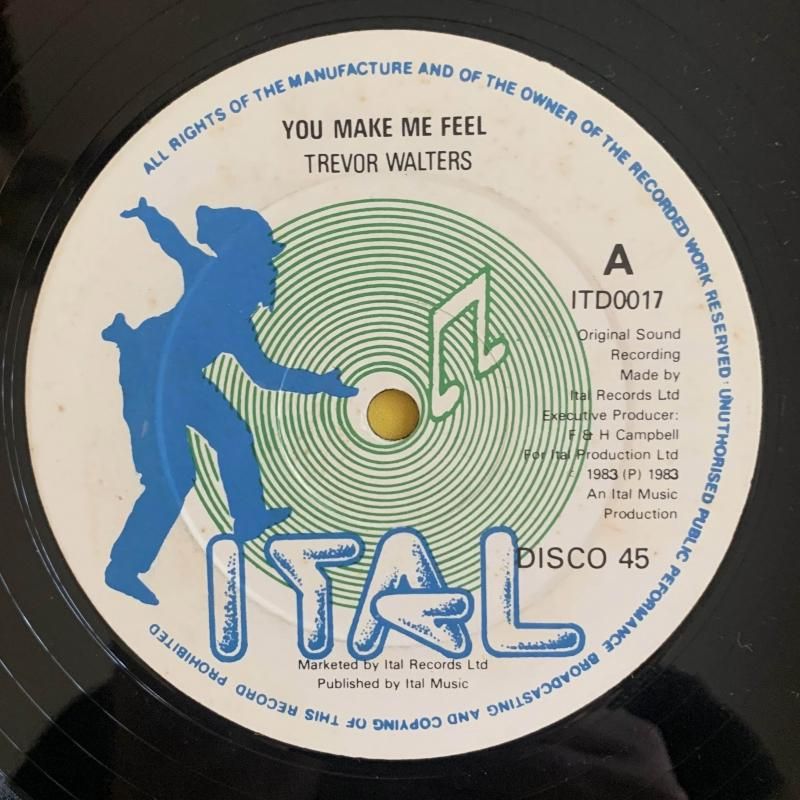 ALL RIGHTS OF THE MANUFACTURE AND OF THE OWNER OF THE RECORDED WORK RESERVED · UNUTHORISED PUBLIC PEFORMANCE BROADCASTING AND COPYING OF THIS RECORD PROHIBITED
YOU MAKE ME FEEL
TREVOR WALTERS
A
ITD0017
Original Sound
Recording
Made by
Ital Records Ltd
Executive Producer:
F & H Campbell
For Ital Production Ltd
c 1983 (P) 1983
An Ital Music
Production
DISCO 45
ITAL
Marketed by Ital Records Ltd
Published by Ital Music